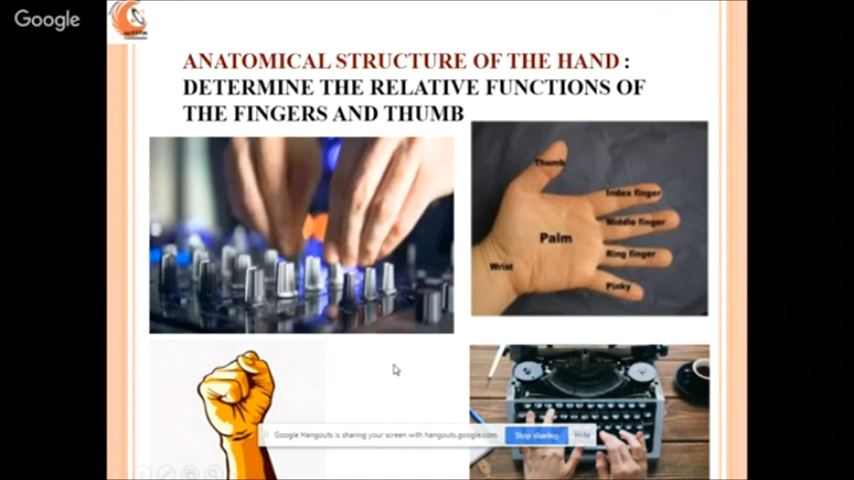 Google
ANATOMICAL STRUCTURE OF THE HAND :
DETERMINE THE RELATIVE FUNCTIONS OF
THE FINGERS AND THUMB
Thumb
Index finger
Middle finger
Palm
Ring finger
Wrist
Pinky
Google Hangouts is sharing your screen with hangouts.google.com.
Stop sharing
Hide